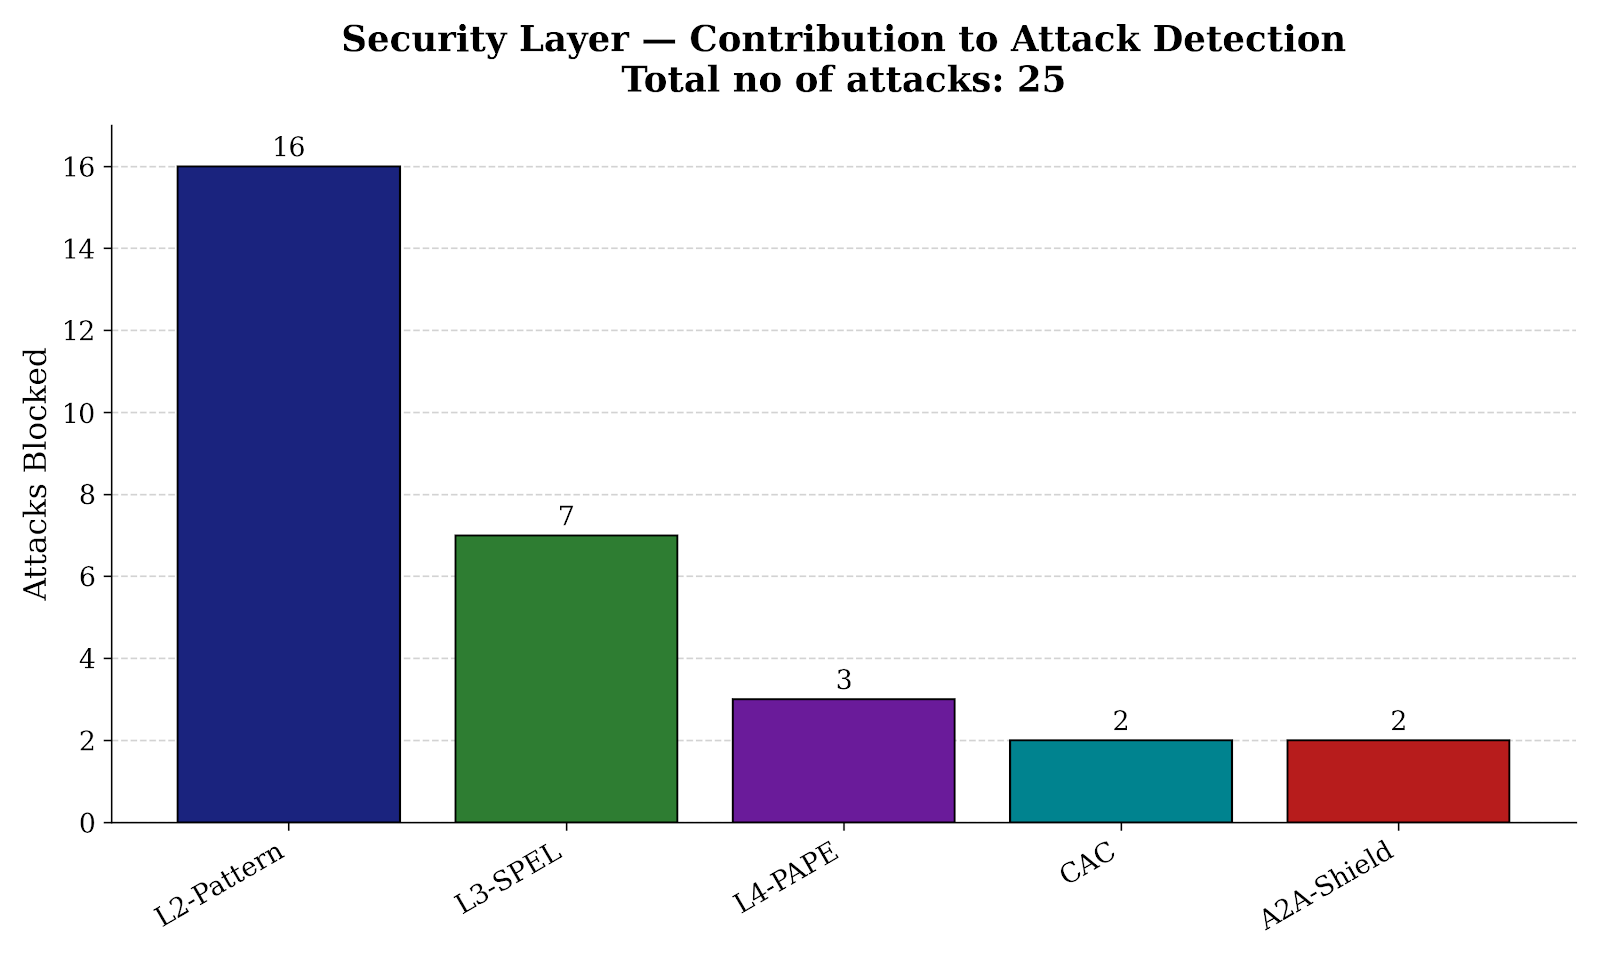 Security Layer — Contribution to Attack Detection
Total no of attacks: 25
Attacks Blocked
16
14
12
10
8
6
4
2
0
16
7
3
2
2
L2-Pattern
L3-SPEL
L4-PAPE
CAC
A2A-Shield